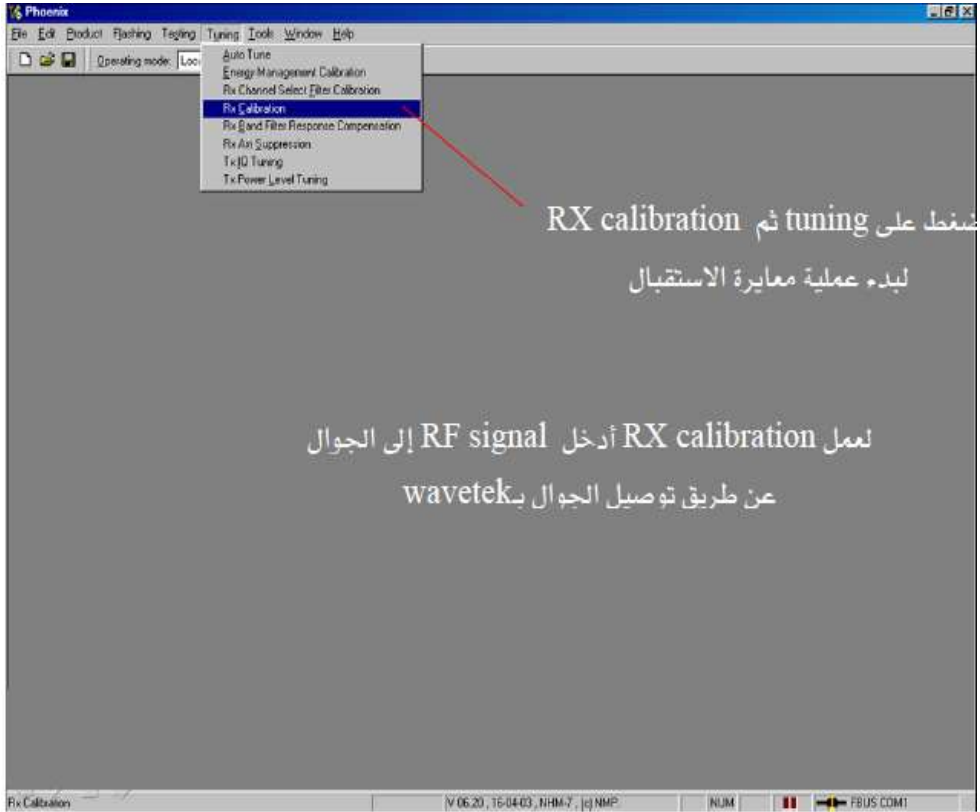 Phoenix
File Edit Product Flashing Testing Tuning Tools Window Help
Operating mode: Loc
Auto Tune
Energy Management Calibration
Rx Channel Select Filter Calibration
Rx Calibration
Rx Band Filter Response Compensation
Rx Am Suppression
Tx IQ Tuning
Tx Power Level Tuning
ضغط على tuning ثم RX calibration
لبدء عملية معايرة الاستقبال
لعمل RX calibration أدخل RF signal إلى الجوال
عن طريق توصيل الجوال بـwavetek
Rx Calibration V 06.20 , 16-04-03 , NHM-7 , (c) NMP. NUM FBUS COM1